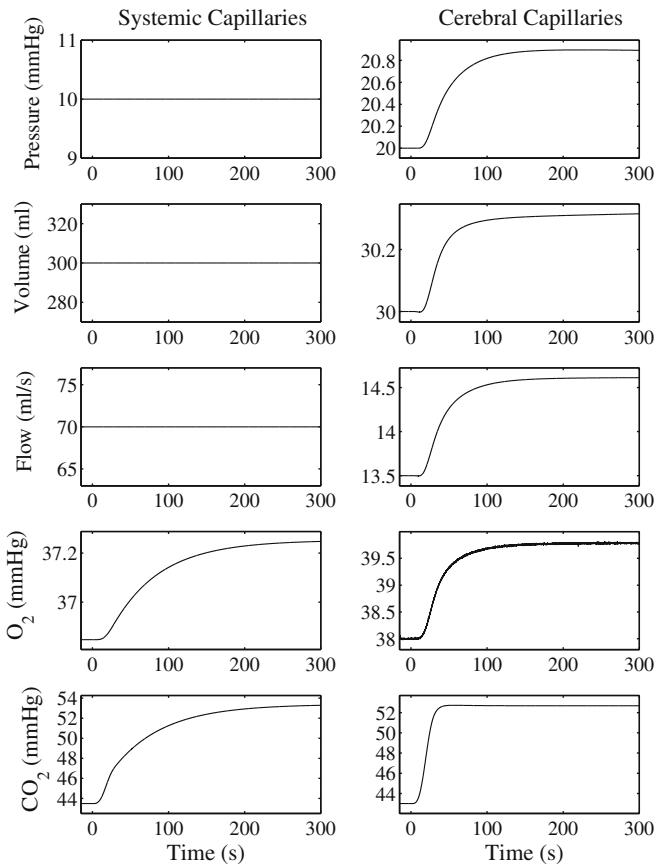 Systemic Capillaries
Cerebral Capillaries
Pressure (mmHg)
11
10
9
0 100 200 300
20.8
20.6
20.4
20.2
20
0 100 200 300
Volume (ml)
320
300
280
0 100 200 300
30.2
30
0 100 200 300
Flow (ml/s)
75
70
65
0 100 200 300
14.5
14
13.5
0 100 200 300
O₂ (mmHg)
37.2
37
0 100 200 300
39.5
39
38.5
38
0 100 200 300
CO₂ (mmHg)
54
52
50
48
46
44
0 100 200 300
Time (s)
52
50
48
46
44
0 100 200 300
Time (s)